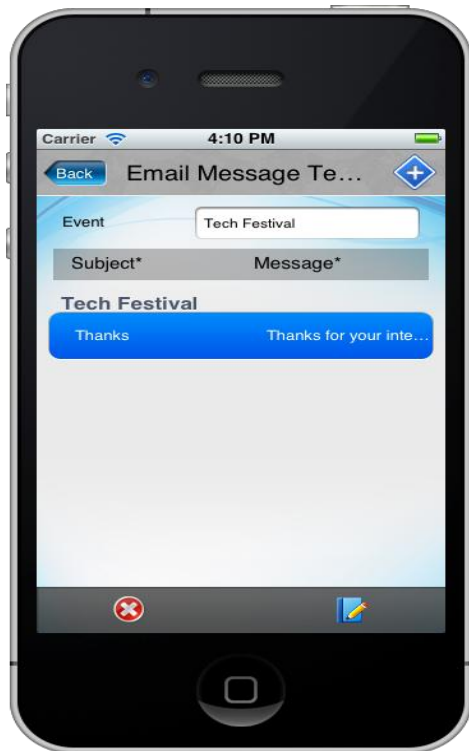 Carrier 4:10 PM
Back Email Message Te...
Event Tech Festival
Subject* Message*
Tech Festival
Thanks Thanks for your inte...